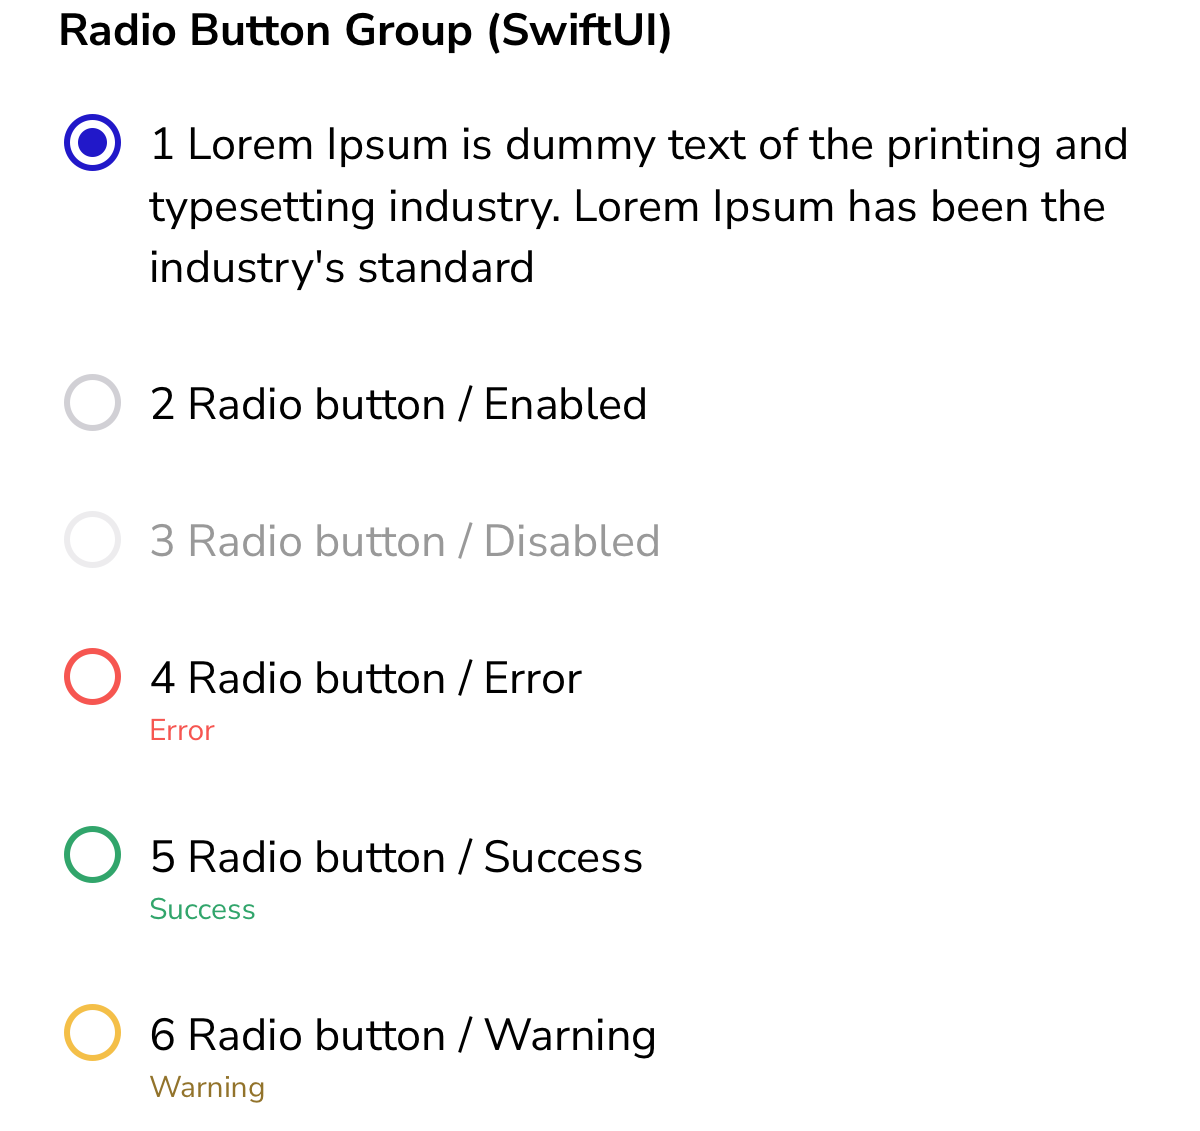 Radio Button Group (SwiftUI)
1 Lorem Ipsum is dummy text of the printing and
typesetting industry. Lorem Ipsum has been the
industry's standard
2 Radio button / Enabled
3 Radio button / Disabled
4 Radio button / Error
Error
5 Radio button / Success
Success
6 Radio button / Warning
Warning